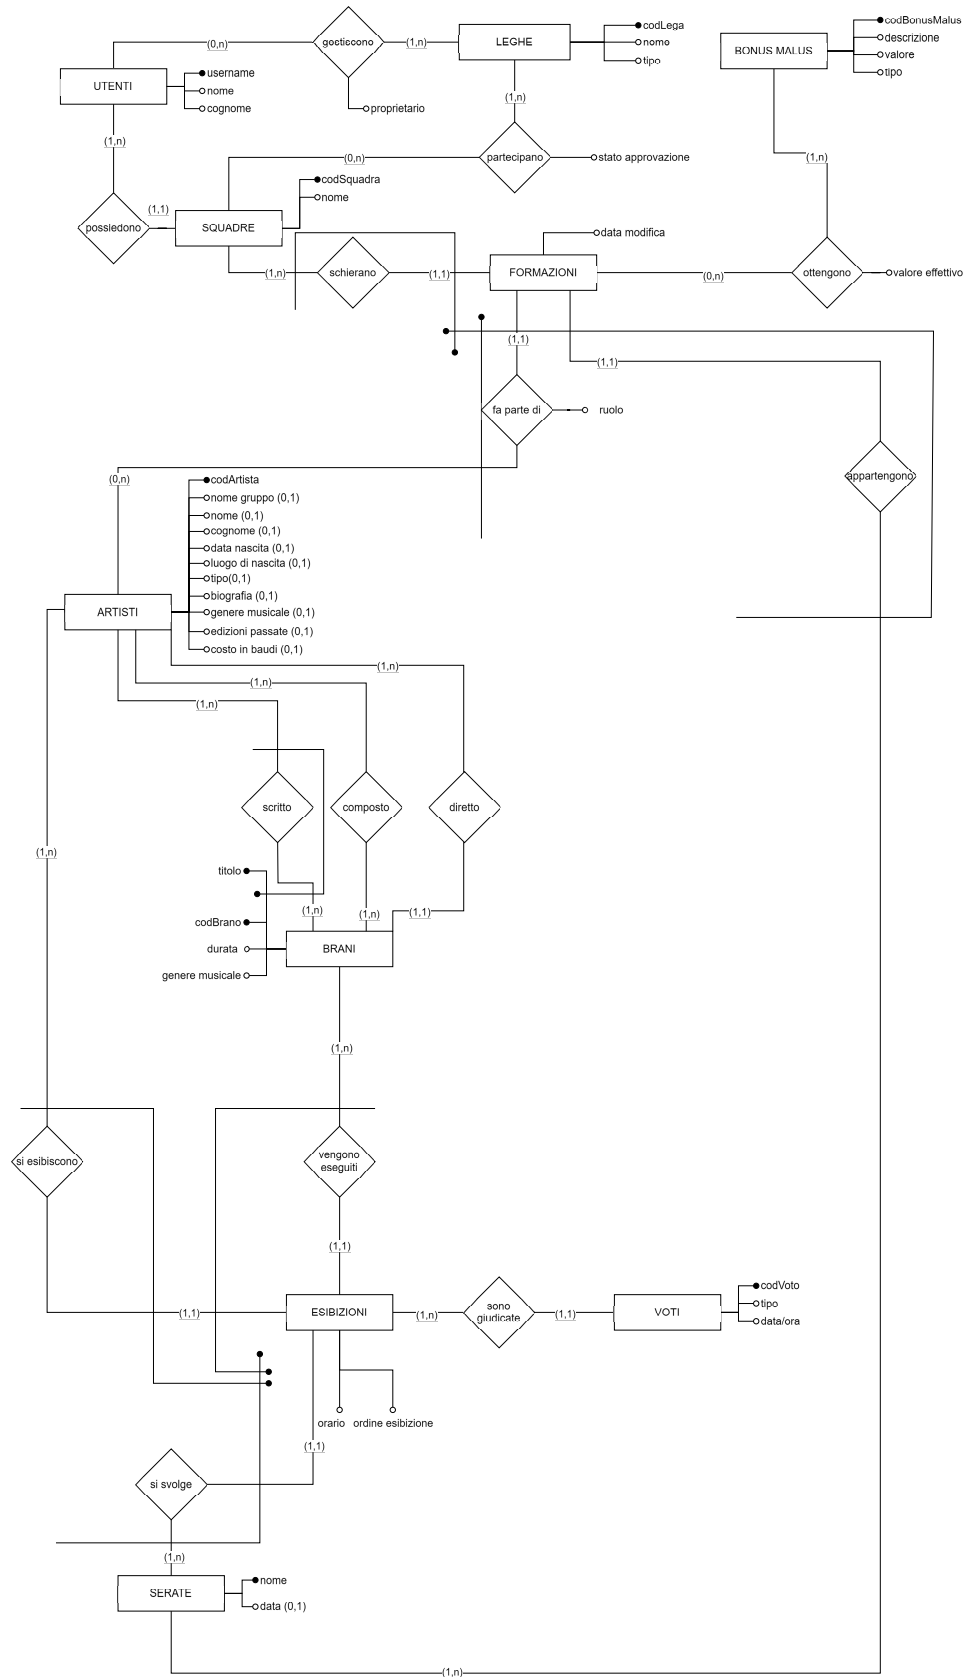 gestiscono
LEGHE
codLega
nome
tipo
BONUS MALUS
codBonusMalus
descrizione
valore
tipo
(0,n)
(1,n)
UTENTI
username
nome
cognome
proprietario
(1,n)
(1,n)
(0,n)
partecipano
stato approvazione
(1,n)
codSquadra
nome
(1,1)
possiedono
SQUADRE
data modifica
(1,n)
schierano
(1,1)
FORMAZIONI
(0,n)
ottengono
valore effettivo
(1,1)
(1,1)
fa parte di
ruolo
(0,n)
appartengono
codArtista
nome gruppo (0,1)
nome (0,1)
cognome (0,1)
data nascita (0,1)
luogo di nascita (0,1)
tipo(0,1)
biografia (0,1)
ARTISTI
genere musicale (0,1)
edizioni passate (0,1)
costo in baudi (0,1)
(1,n)
(1,n)
(1,n)
scritto
composto
diretto
(1,n)
titolo
(1,n)
(1,n)
(1,1)
codBrano
durata
BRANI
genere musicale
(1,n)
si esibiscono
vengono
eseguiti
(1,1)
(1,1)
ESIBIZIONI
(1,n)
sono
giudicate
(1,1)
VOTI
codVoto
tipo
data/ora
orario
ordine esibizione
(1,1)
si svolge
(1,n)
SERATE
nome
data (0,1)
(1,n)